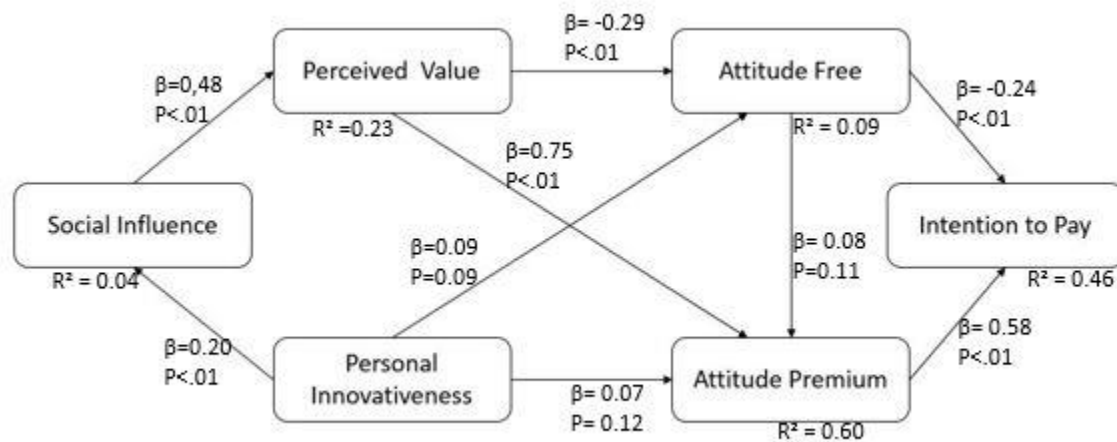 β= -0.29
P<.01
Perceived Value
Attitude Free
β=0,48
P<.01
β= -0.24
P<.01
R² =0.23
R² = 0.09
β=0.75
P<.01
Social Influence
Intention to Pay
β=0.09
P=0.09
β= 0.08
P=0.11
R² = 0.04
R² = 0.46
β=0.20
P<.01
Personal
Innovativeness
β= 0.07
P= 0.12
Attitude Premium
β= 0.58
P<.01
R² = 0.60